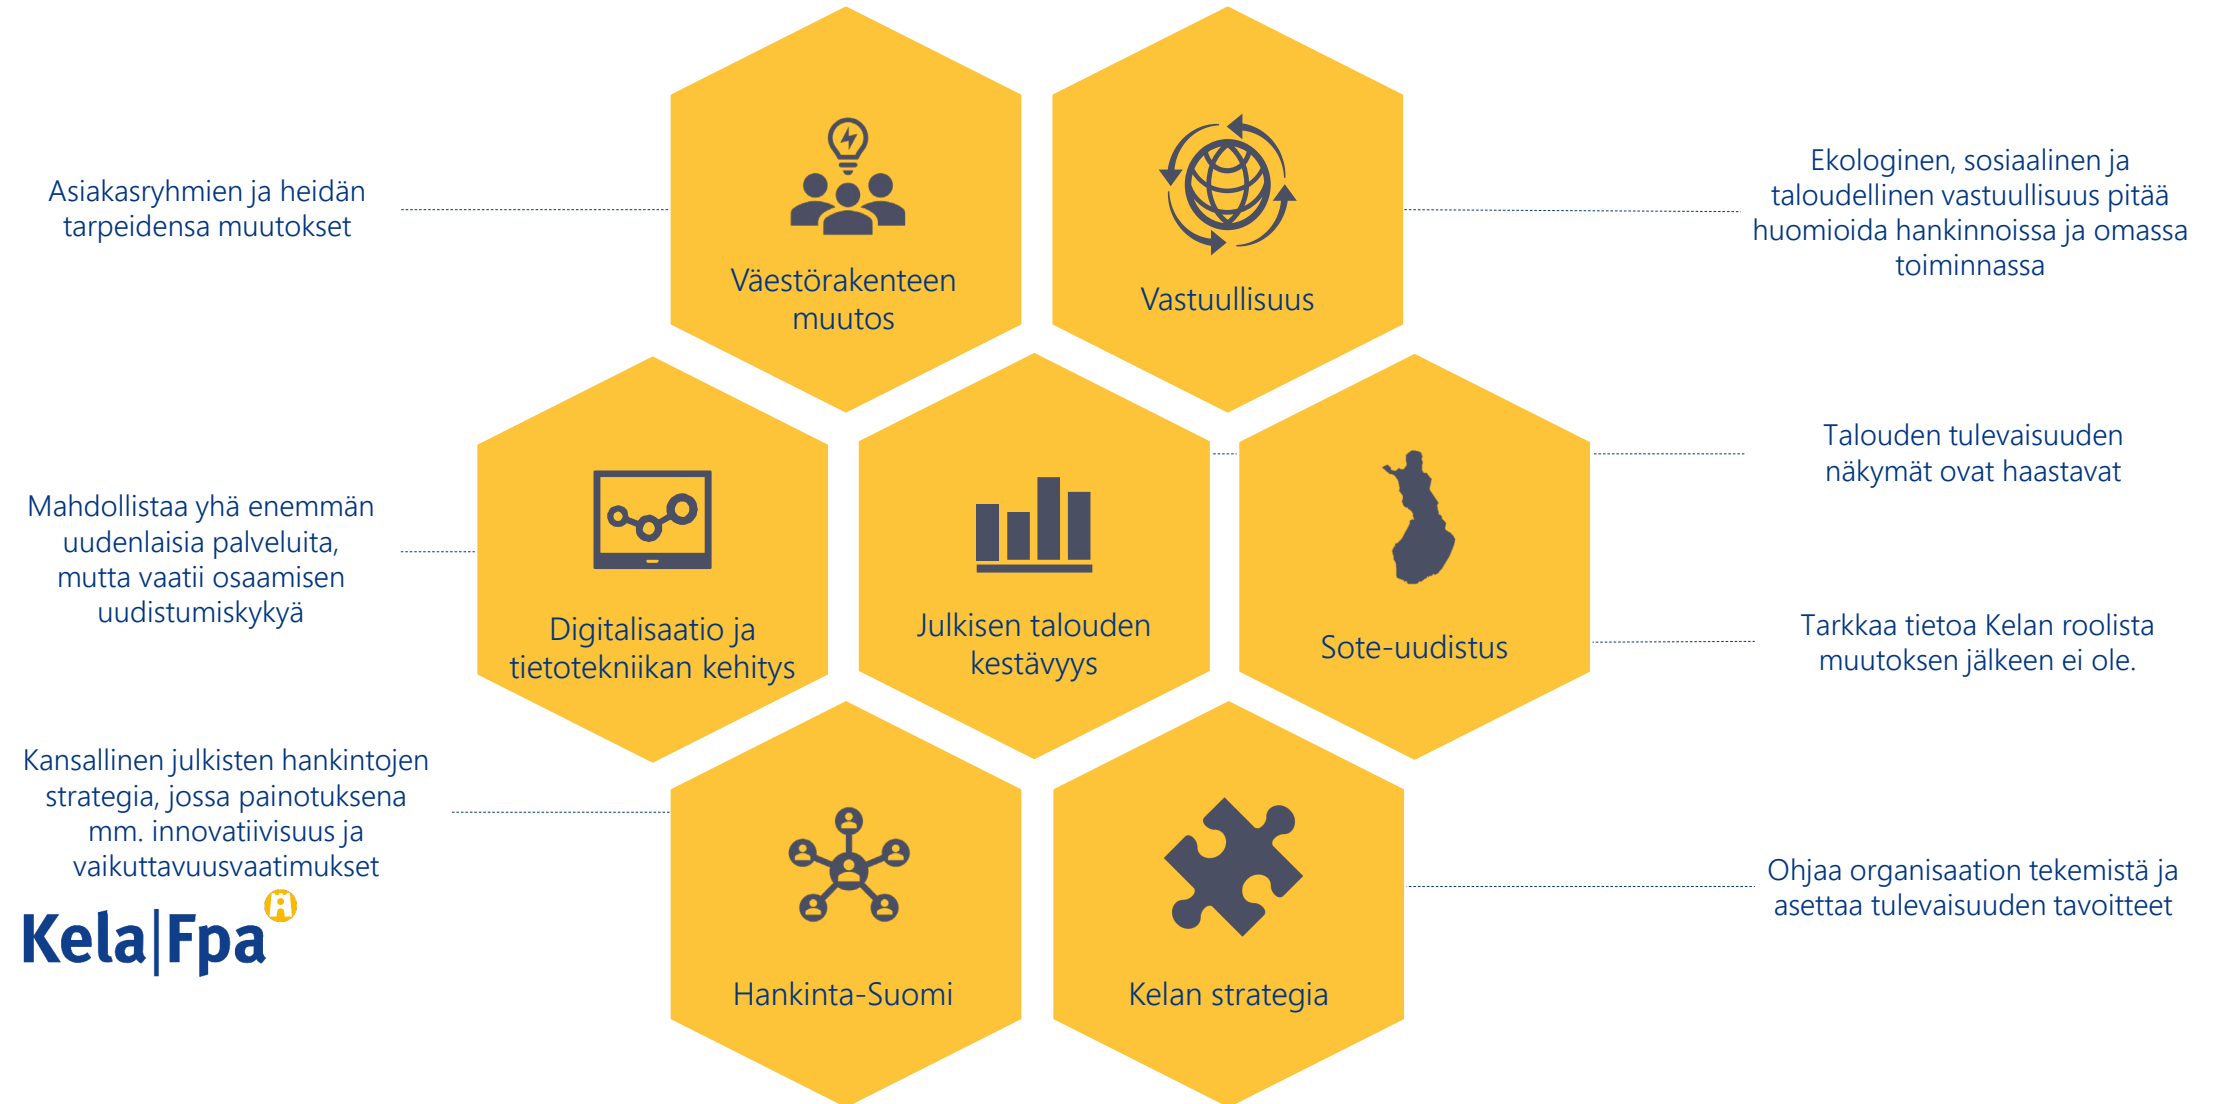 Asiakasryhmien ja heidän
tarpeidensa muutokset
Väestörakenteen
muutos
Vastuullisuus
Ekologinen, sosiaalinen ja
taloudellinen vastuullisuus pitää
huomioida hankinnoissa ja omassa
toiminnassa
Mahdollistaa yhä enemmän
uudenlaisia palveluita,
mutta vaatii osaamisen
uudistumiskykyä
Digitalisaatio ja
tietotekniikan kehitys
Julkisen talouden
kestävyys
Talouden tulevaisuuden
näkymät ovat haastavat
Sote-uudistus
Tarkkaa tietoa Kelan roolista
muutoksen jälkeen ei ole.
Kansallinen julkisten hankintojen
strategia, jossa painotuksena
mm. innovatiivisuus ja
vaikuttavuusvaatimukset
Hankinta-Suomi
Kelan strategia
Ohjaa organisaation tekemistä ja
asettaa tulevaisuuden tavoitteet
Kela|Fpa